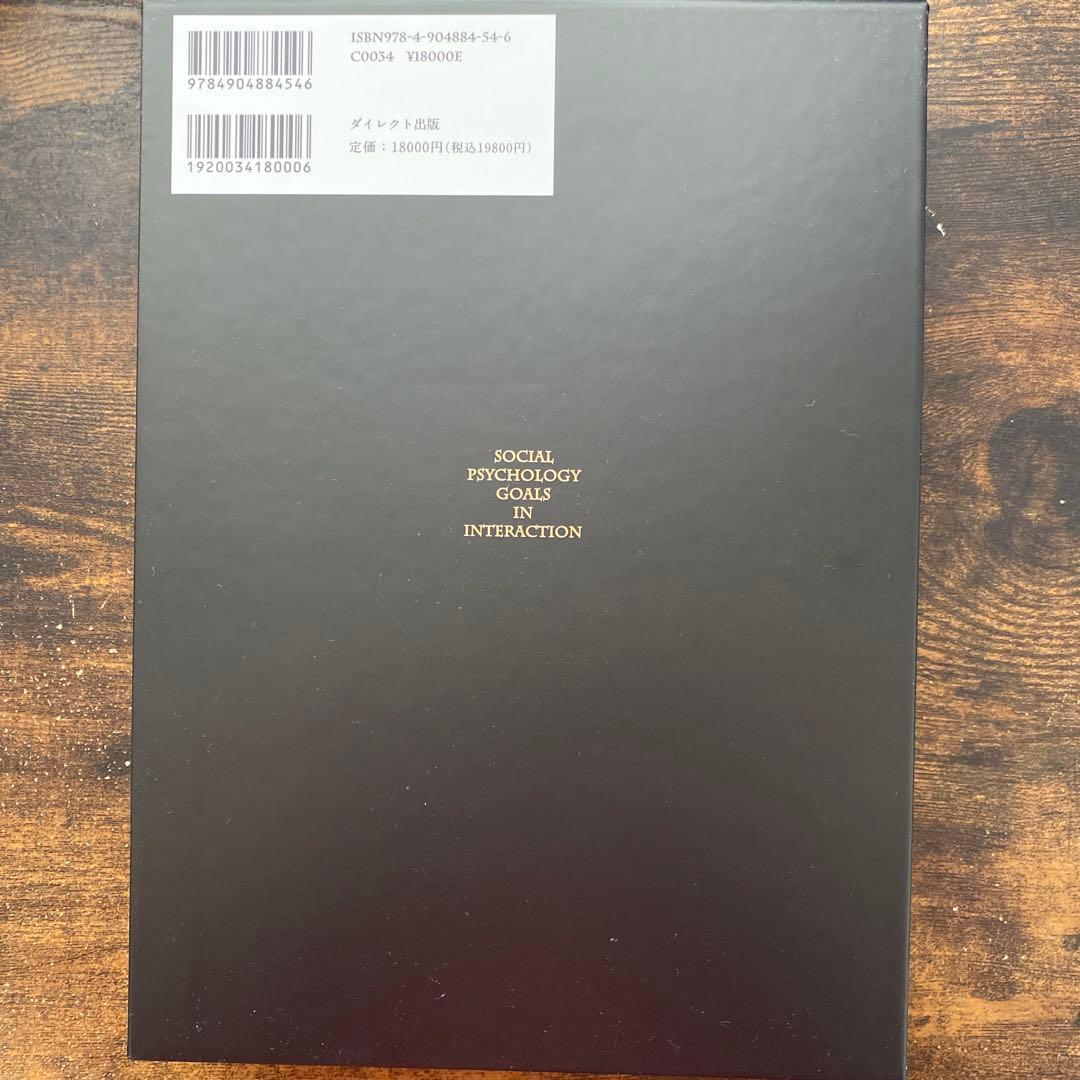 ISBN978-4-904884-54-6
C0034 ¥18000E
9784904884546
ダイレクト出版
定価：18000円（税込19800円）
1920034180006
SOCIAL
PSYCHOLOGY
GOALS
IN
INTERACTION